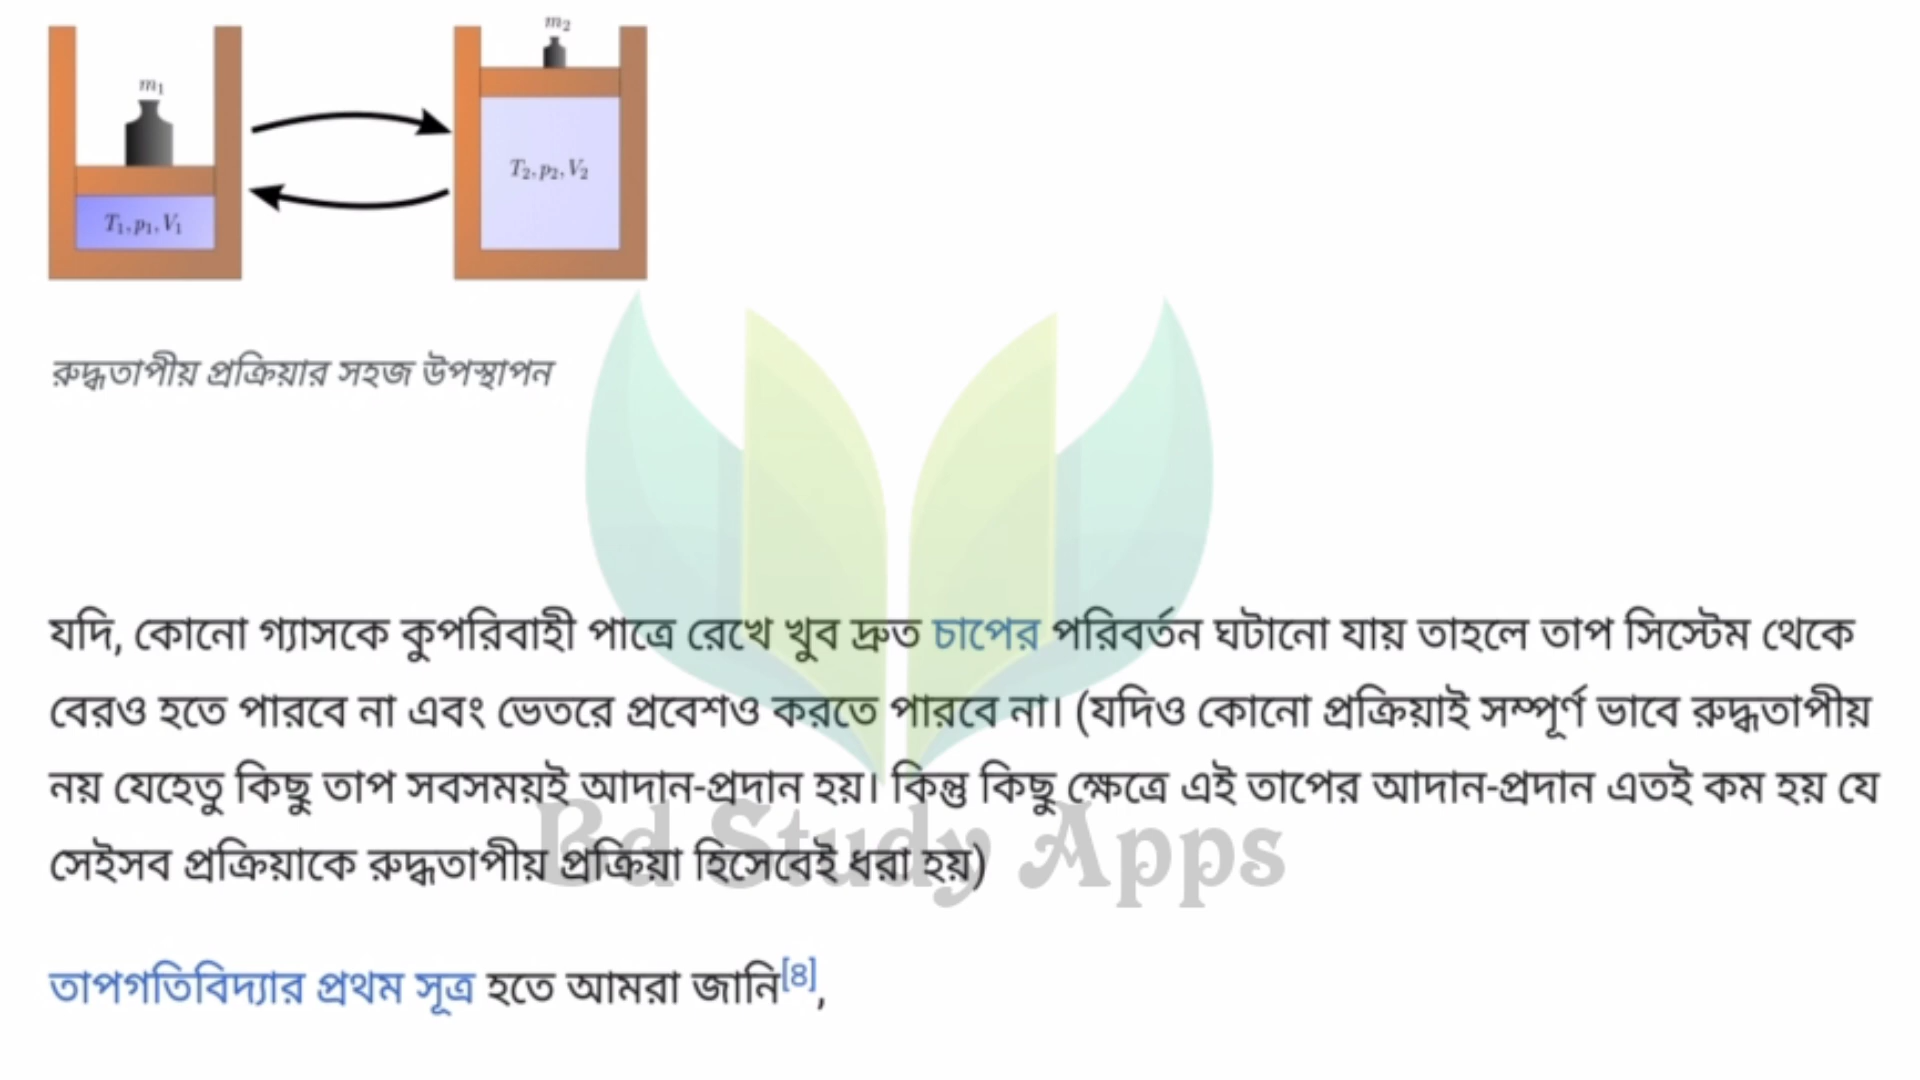 m₂
m₁
T₂, p₂, V₂
T₁, p₁, V₁
রুদ্ধতাপীয় প্রক্রিয়ার সহজ উপস্থাপন
যদি, কোনো গ্যাসকে কুপরিবাহী পাত্রে রেখে খুব দ্রুত চাপের পরিবর্তন ঘটানো যায় তাহলে তাপ সিস্টেম থেকে
বেরও হতে পারবে না এবং ভেতরে প্রবেশও করতে পারবে না। (যদিও কোনো প্রক্রিয়াই সম্পূর্ণ ভাবে রুদ্ধতাপীয়
নয় যেহেতু কিছু তাপ সবসময়ই আদান-প্রদান হয়। কিন্তু কিছু ক্ষেত্রে এই তাপের আদান-প্রদান এতই কম হয় যে
সেইসব প্রক্রিয়াকে রুদ্ধতাপীয় প্রক্রিয়া হিসেবেই ধরা হয়)
Bd Study Apps
তাপগতিবিদ্যার প্রথম সূত্র হতে আমরা জানি[৪],